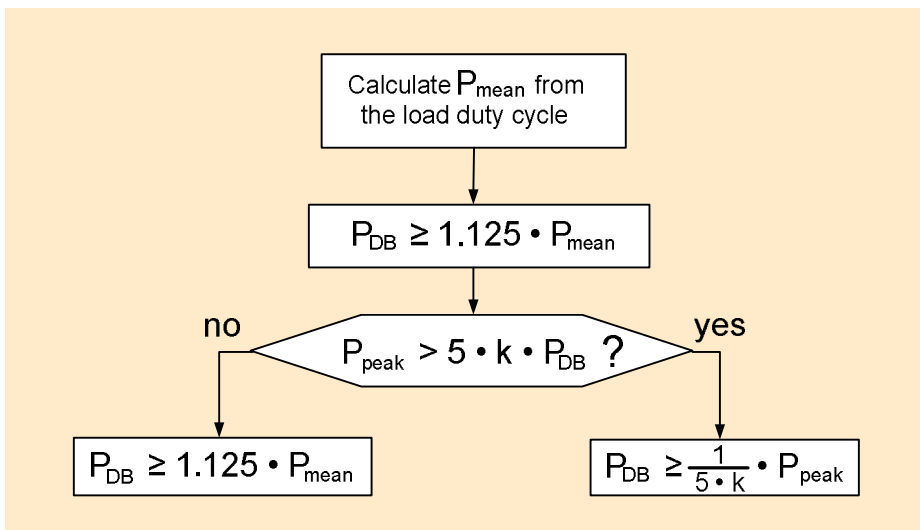 Calculate Pmean from
the load duty cycle
PDB ≥ 1.125 • Pmean
no
yes
Ppeak > 5 • k • PDB ?
PDB ≥ 1.125 • Pmean
PDB ≥ 1/5 • k • Ppeak